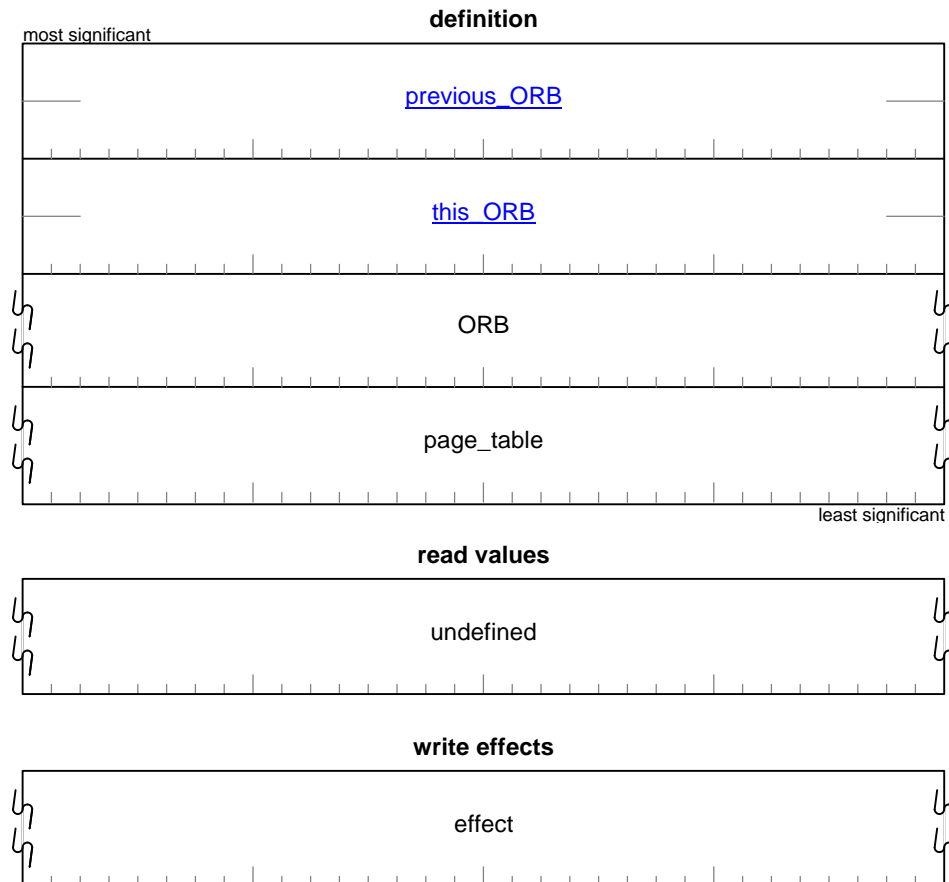 definition
most significant
previous_ORB
this_ORB
ORB
page_table
least significant
read values
undefined
write effects
effect